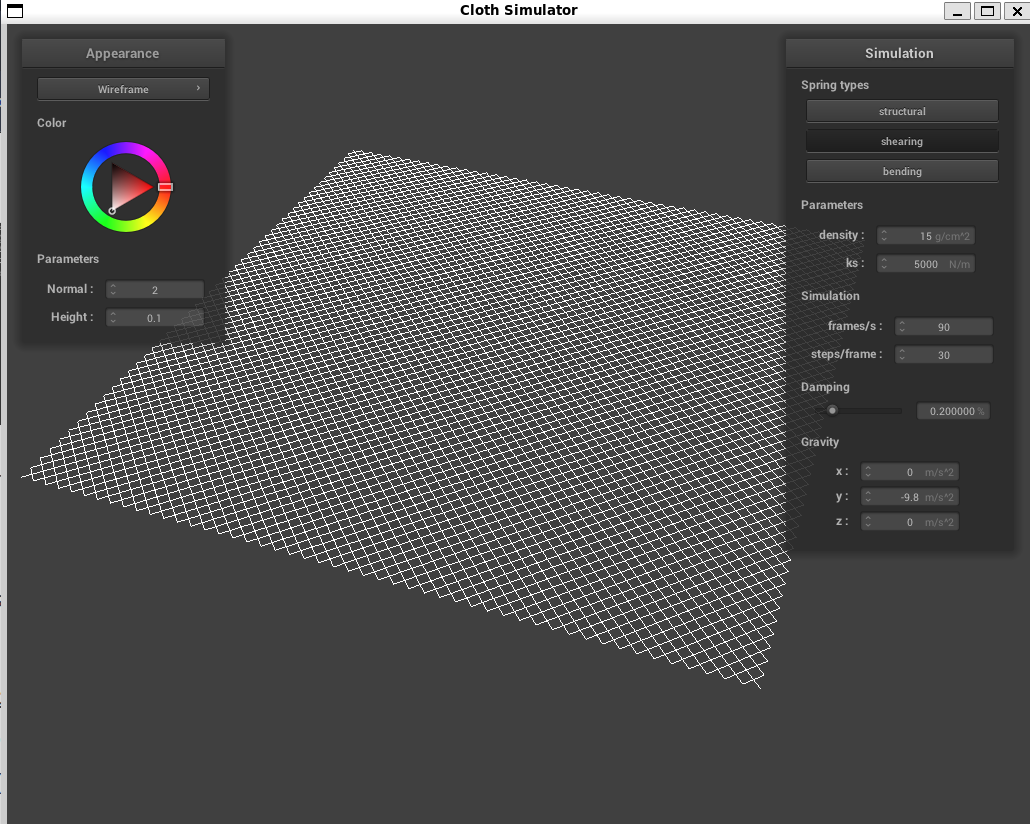 Cloth Simulator
Appearance
Wireframe
Color
Parameters
Normal : 2
Height : 0.1
Simulation
Spring types
structural
shearing
bending
Parameters
density : 15 g/cm^2
ks : 5000 N/m
Simulation
frames/s : 90
steps/frame : 30
Damping
0.200000 %
Gravity
x : 0 m/s^2
y : -9.8 m/s^2
z : 0 m/s^2